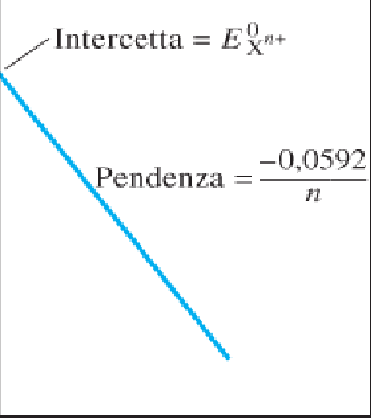 Intercetta = E⁰Xⁿ⁺
Pendenza = −0,0592/n